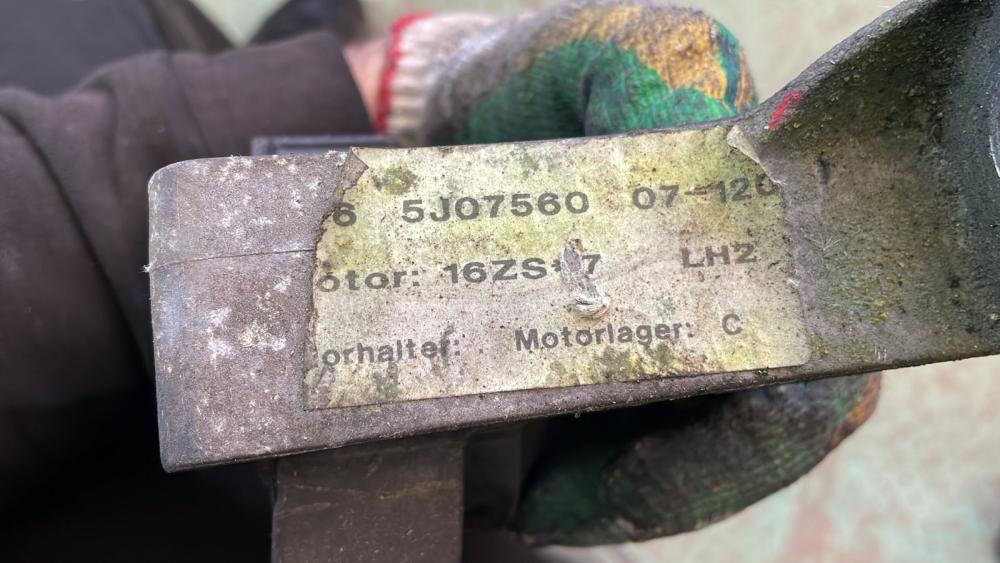 6 5J07560 07-120
otor: 16ZS 7 LH2
orhalter: Motorlager: C